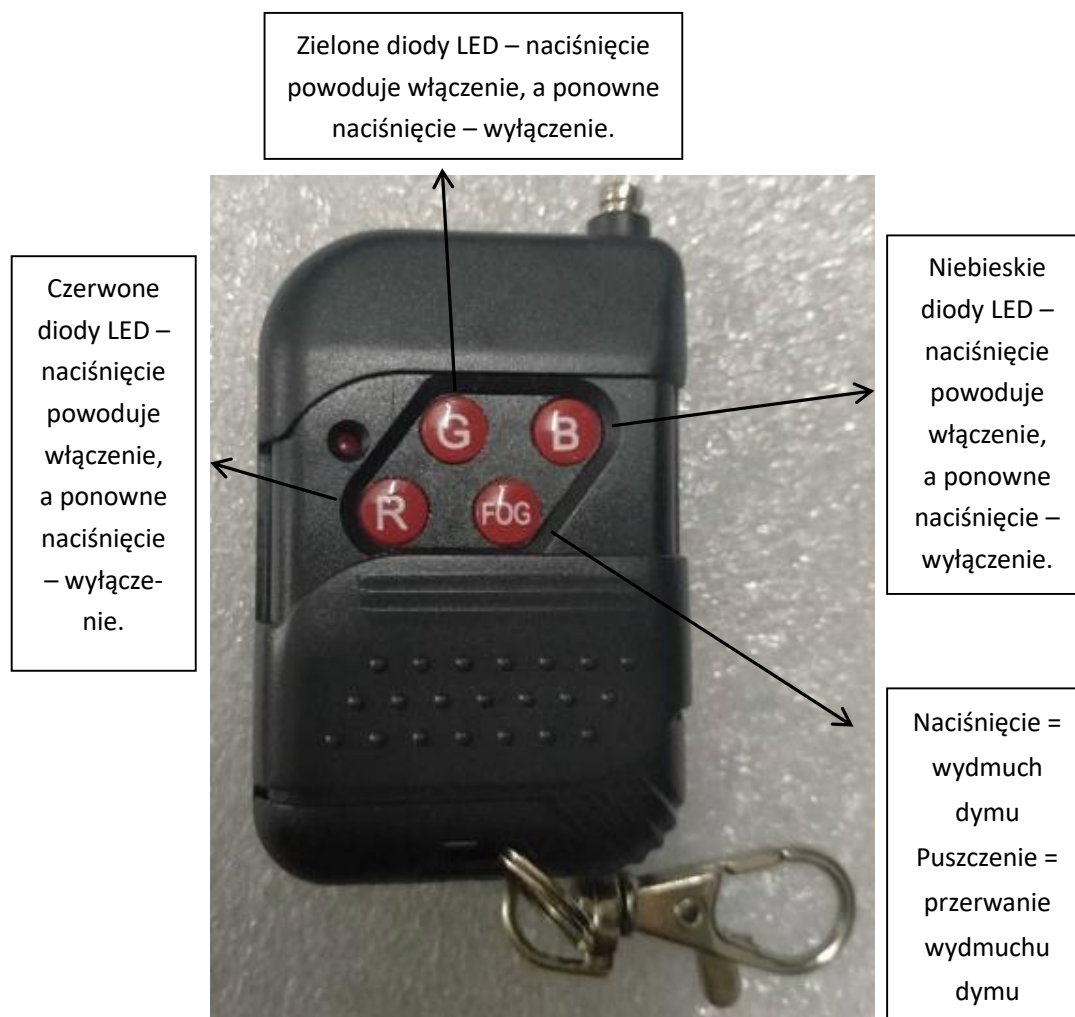 Zielone diody LED – naciśnięcie
powoduje włączenie, a ponowne
naciśnięcie – wyłączenie.
Czerwone
diody LED –
naciśnięcie
powoduje
włączenie,
a ponowne
naciśnięcie
– wyłącze-
nie.
Niebieskie
diody LED –
naciśnięcie
powoduje
włączenie,
a ponowne
naciśnięcie –
wyłączenie.
G B
R FOG
Naciśnięcie =
wydmuch
dymu
Puszczenie =
przerwanie
wydmuchu
dymu